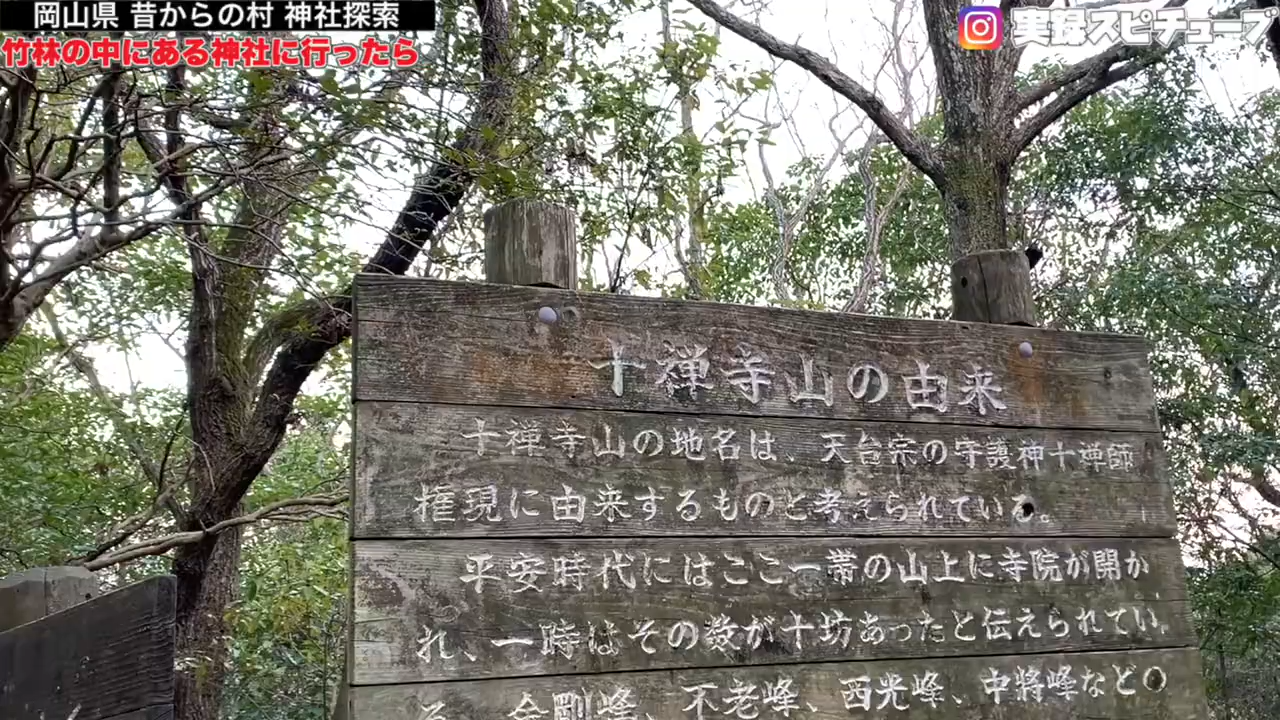 岡山県 昔からの村 神社探索
竹林の中にある神社に行ったら
実録スピチューブ
十禅寺山の由来
十禅寺山の地名は、天台宗の守護神十禅師
権現に由来するものと考えられている。
平安時代にはここ一帯の山上に寺院が開か
れ、一時はその数が十坊あったと伝えられてい
る。金剛峰、不老峰、西光峰、中将峰など